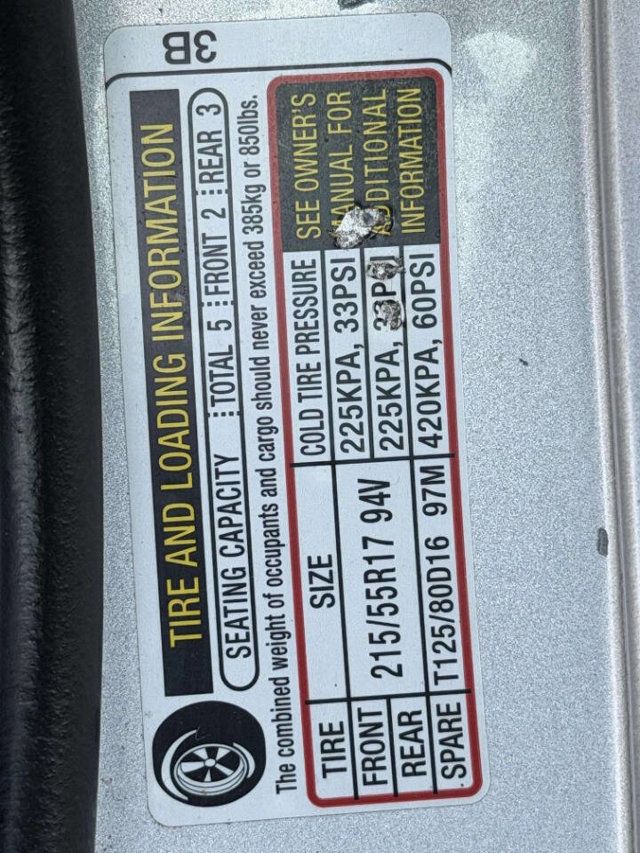 3B
TIRE AND LOADING INFORMATION
SEATING CAPACITY TOTAL 5 FRONT 2 REAR 3
The combined weight of occupants and cargo should never exceed 385kg or 850lbs.
TIRE SIZE COLD TIRE PRESSURE
FRONT 215/55R17 94V 225KPA, 33PSI
REAR 225KPA, 33PSI
SPARE T125/80D16 97M 420KPA, 60PSI
SEE OWNER'S
MANUAL FOR
ADDITIONAL
INFORMATION